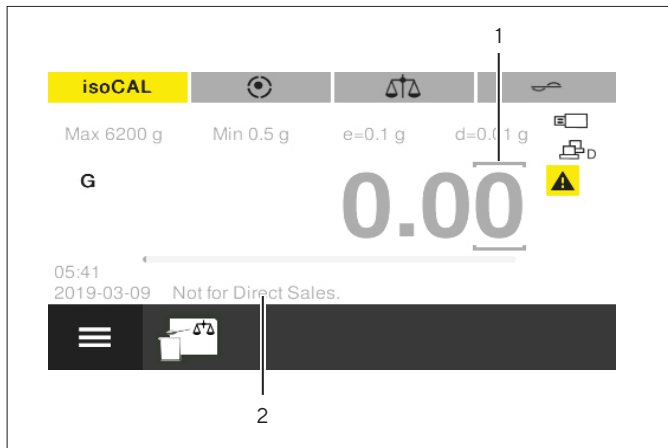 1
isoCAL
Max 6200 g Min 0.5 g e=0.1 g d=0.01 g
D
G 0.00
05:41
2019-03-09 Not for Direct Sales.
2